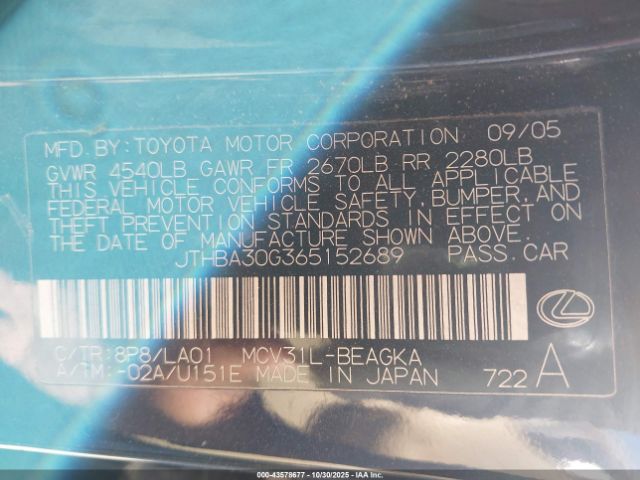 MFD.BY:TOYOTA MOTOR CORPORATION 09/05
GVWR 4540LB GAWR FR 2670LB RR 2280LB
THIS VEHICLE CONFORMS TO ALL APPLICABLE
FEDERAL MOTOR VEHICLE SAFETY,BUMPER,AND
THEFT PREVENTION STANDARDS IN EFFECT ON
THE DATE OF MANUFACTURE SHOWN ABOVE.
JTHBA30G365152689 PASS.CAR
C/TR:8P8/LA01 MCV31L-BEAGKA
A/TM:-02A/U151E MADE IN JAPAN 722 A
000-43578677 - 10/30/2025 - IAA Inc.